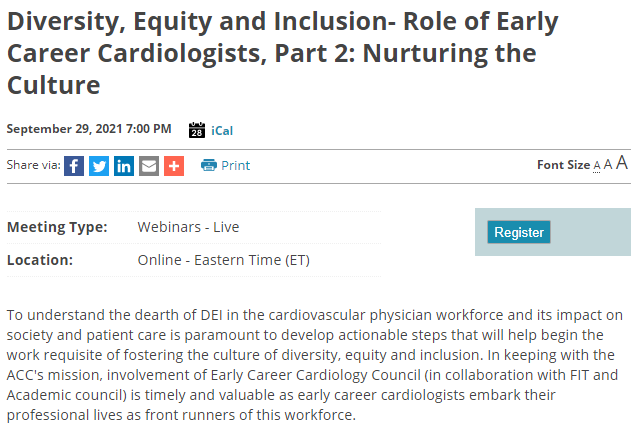 Diversity, Equity and Inclusion- Role of Early
Career Cardiologists, Part 2: Nurturing the
Culture
September 29, 2021 7:00 PM 28 iCal
Share via: f in + Print Font Size A A A
Meeting Type: Webinars - Live
Register
Location: Online - Eastern Time (ET)
To understand the dearth of DEI in the cardiovascular physician workforce and its impact on
society and patient care is paramount to develop actionable steps that will help begin the
work requisite of fostering the culture of diversity, equity and inclusion. In keeping with the
ACC's mission, involvement of Early Career Cardiology Council (in collaboration with FIT and
Academic council) is timely and valuable as early career cardiologists embark their
professional lives as front runners of this workforce.